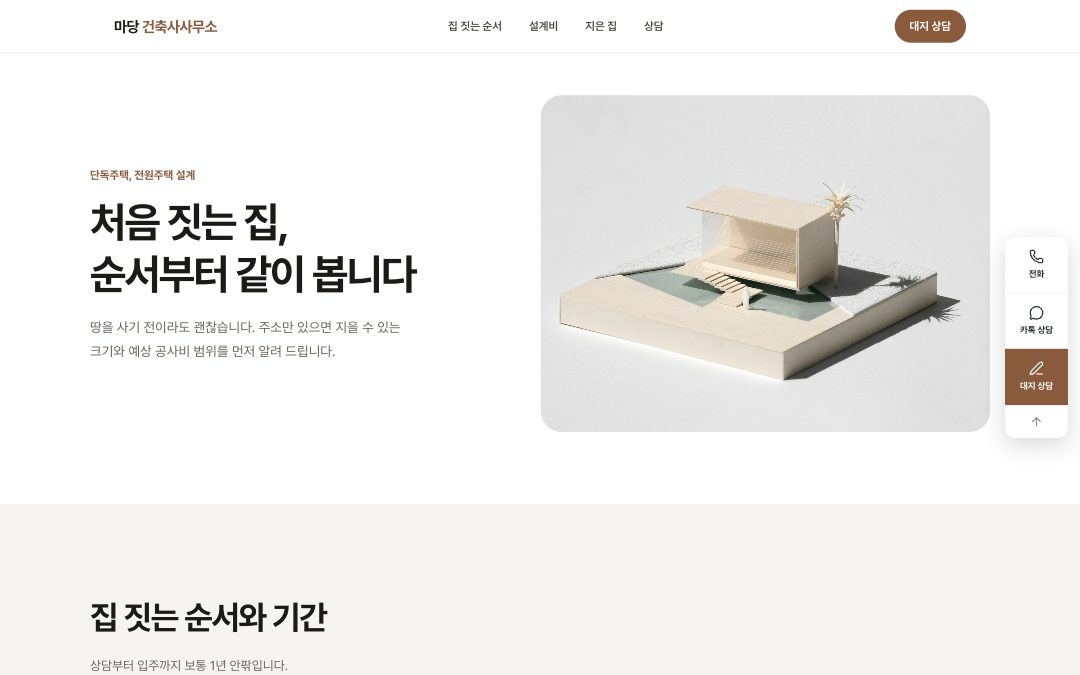 마당 건축사사무소
집 짓는 순서
설계비
지은 집
상담
대지 상담
단독주택, 전원주택 설계
처음 짓는 집,
순서부터 같이 봅니다
땅을 사기 전이라도 괜찮습니다. 주소만 있으면 지을 수 있는
크기와 예상 공사비 범위를 먼저 알려 드립니다.
전화
카톡 상담
대지 상담
집 짓는 순서와 기간
상담부터 입주까지 보통 1년 안팎입니다.